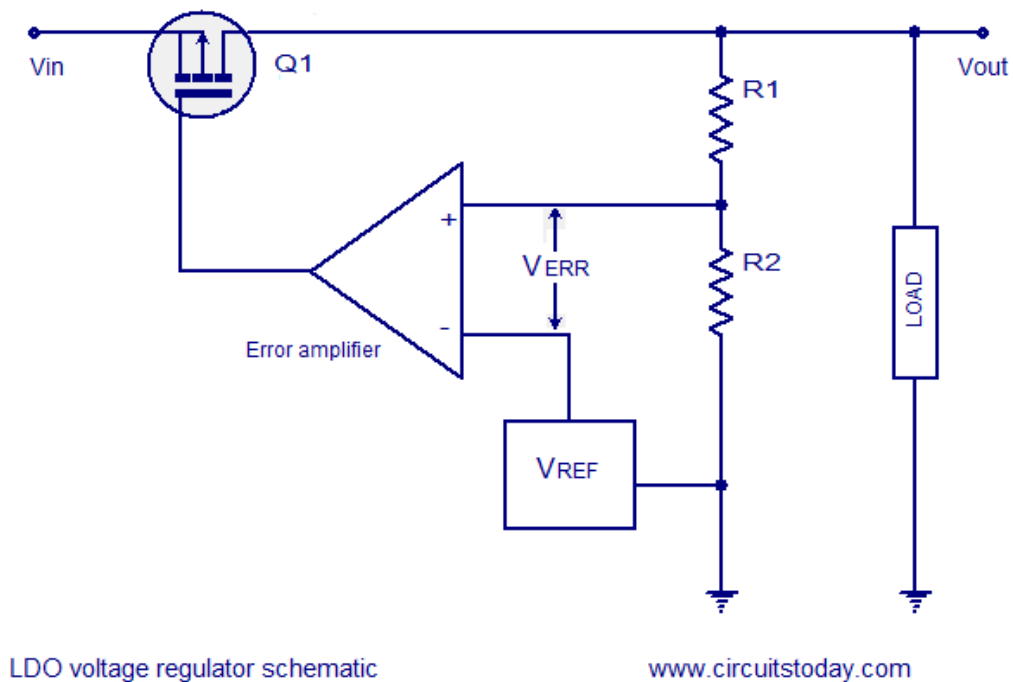 Vin
Q1
Vout
R1
+
VERR
R2
LOAD
-
Error amplifier
VREF
LDO voltage regulator schematic
www.circuitstoday.com